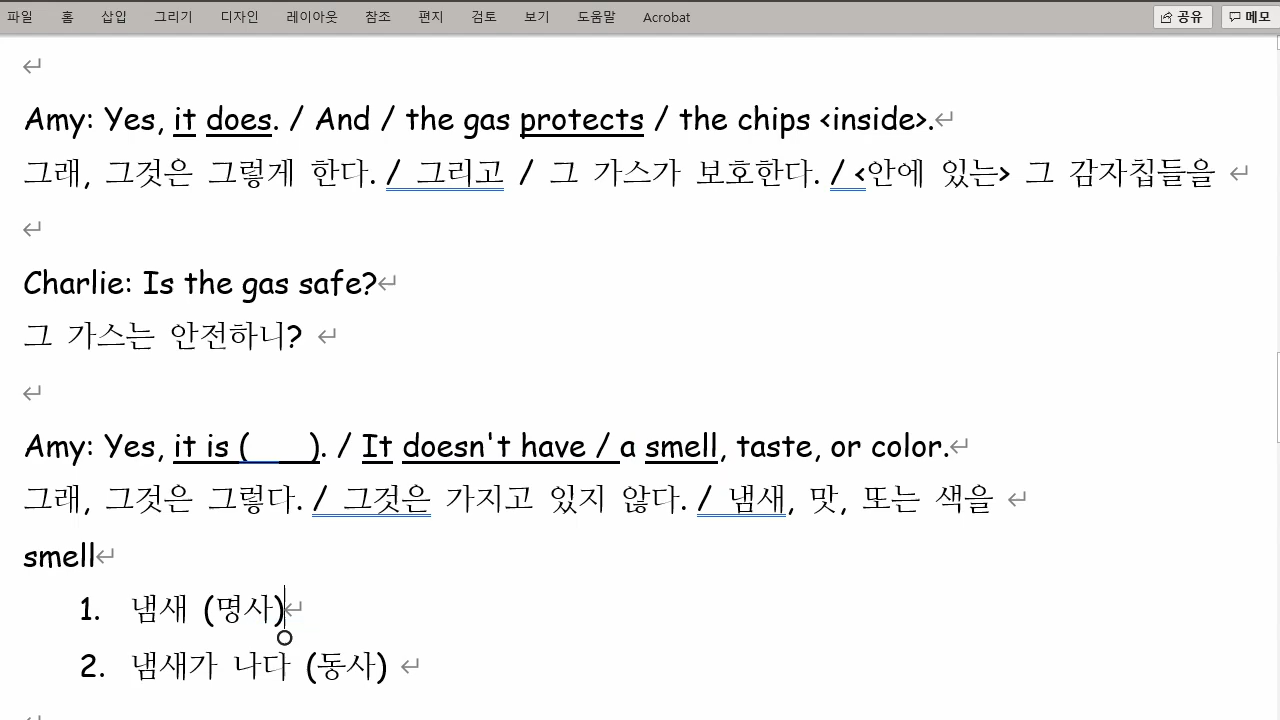 파일 홈 삽입 그리기 디자인 레이아웃 참조 편지 검토 보기 도움말 Acrobat 공유 메모
Amy: Yes, it does. / And / the gas protects / the chips <inside>.
그래, 그것은 그렇게 한다. / 그리고 / 그 가스가 보호한다. / <안에 있는> 그 감자칩들을
Charlie: Is the gas safe?
그 가스는 안전하니?
Amy: Yes, it is (      ). / It doesn't have / a smell, taste, or color.
그래, 그것은 그렇다. / 그것은 가지고 있지 않다. / 냄새, 맛, 또는 색을
smell
1. 냄새 (명사)
2. 냄새가 나다 (동사)